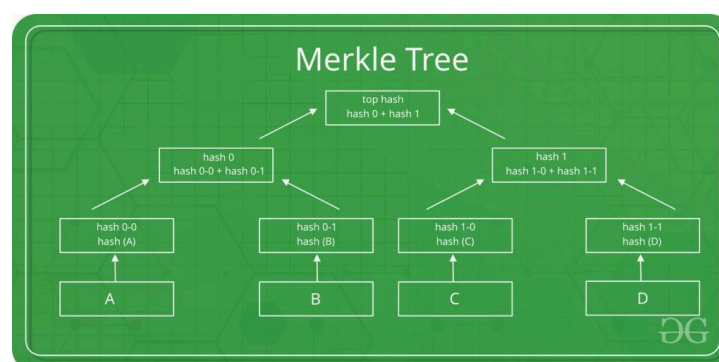 Merkle Tree
top hash
hash 0 + hash 1
hash 0
hash 0-0 + hash 0-1
hash 1
hash 1-0 + hash 1-1
hash 0-0
hash (A)
hash 0-1
hash (B)
hash 1-0
hash (C)
hash 1-1
hash (D)
A
B
C
D